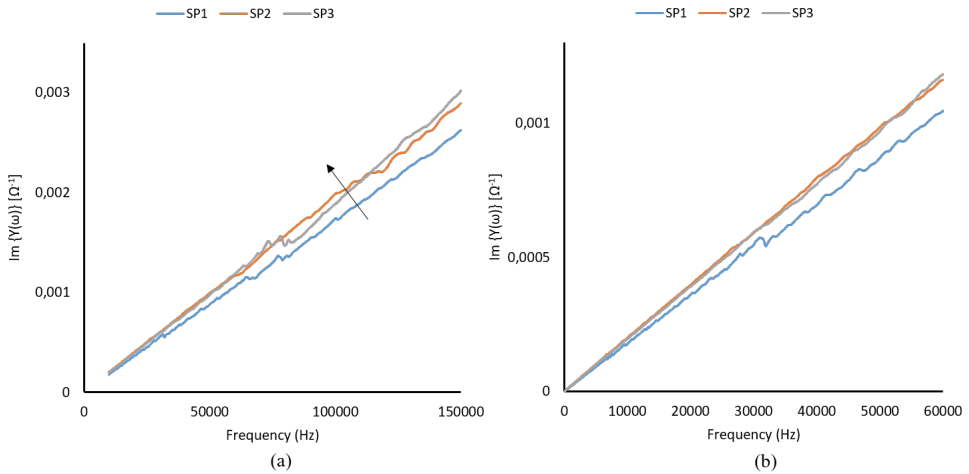 SP1 SP2 SP3
0,003
0,002
0,001
0
Im {Y(ω)} [Ω⁻¹]
0 50000 100000 150000
Frequency (Hz)
(a)
SP1 SP2 SP3
0,001
0,0005
0
Im {Y(ω)} [Ω⁻¹]
0 10000 20000 30000 40000 50000 60000
Frequency (Hz)
(b)